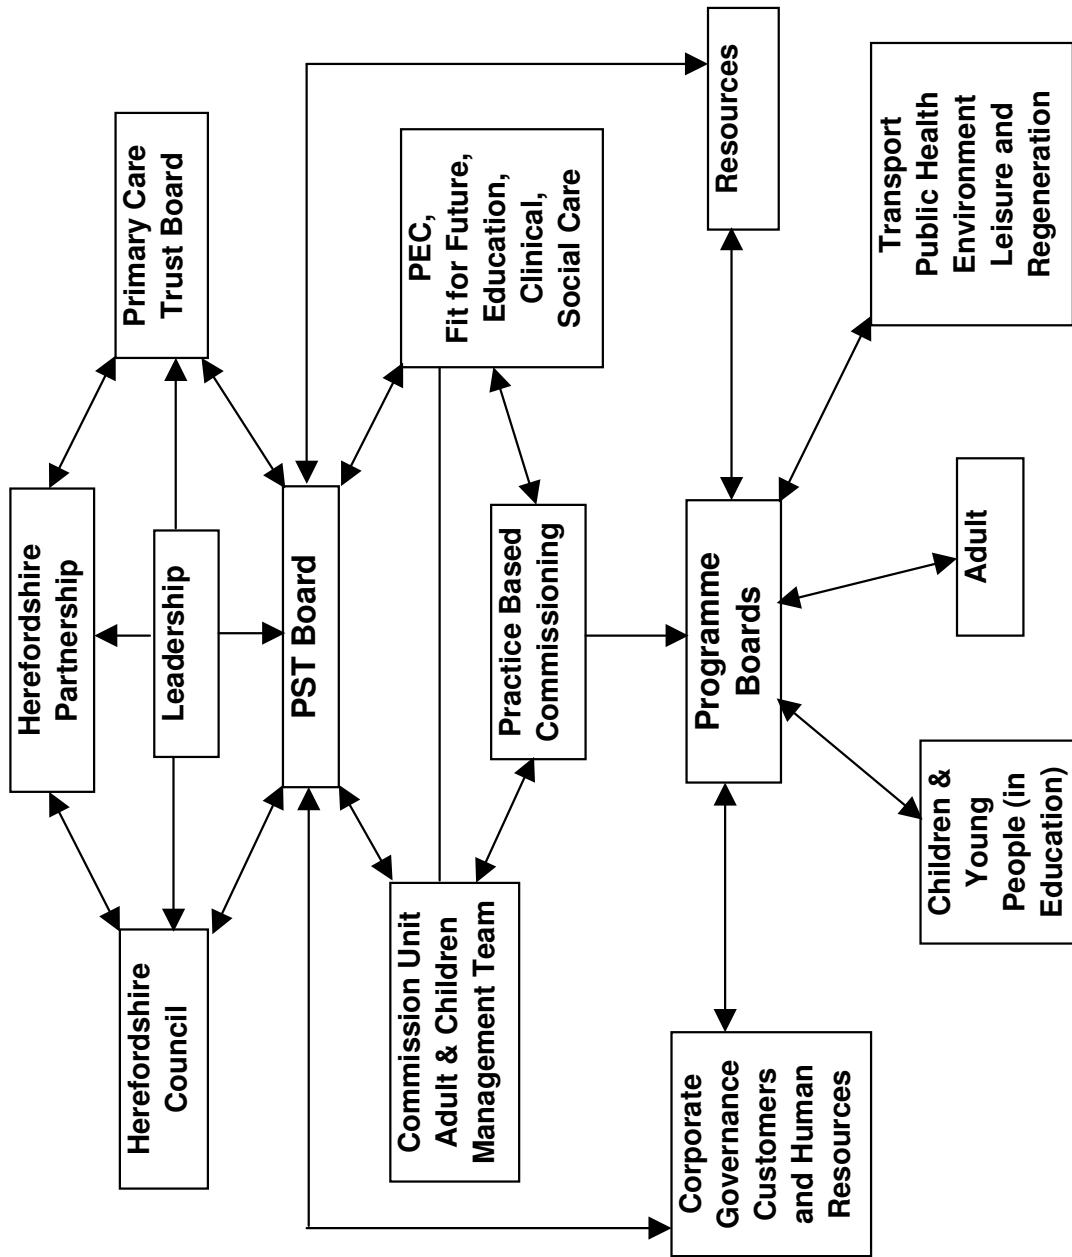 Herefordshire
Partnership
Herefordshire
Council
Leadership
Primary Care
Trust Board
PST Board
Commission Unit
Adult & Children
Management Team
PEC,
Fit for Future,
Education,
Clinical,
Social Care
Practice Based
Commissioning
Corporate
Governance
Customers
and Human
Resources
Programme
Boards
Resources
Children &
Young
People (in
Education)
Adult
Transport
Public Health
Environment
Leisure and
Regeneration